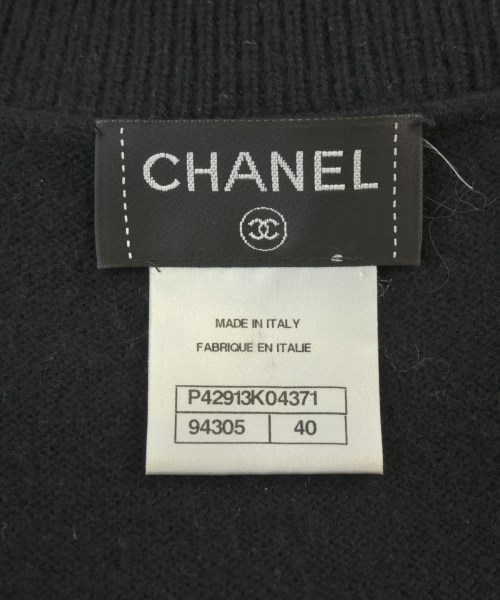 CHANEL
MADE IN ITALY
FABRIQUE EN ITALIE
P42913K04371
94305 40